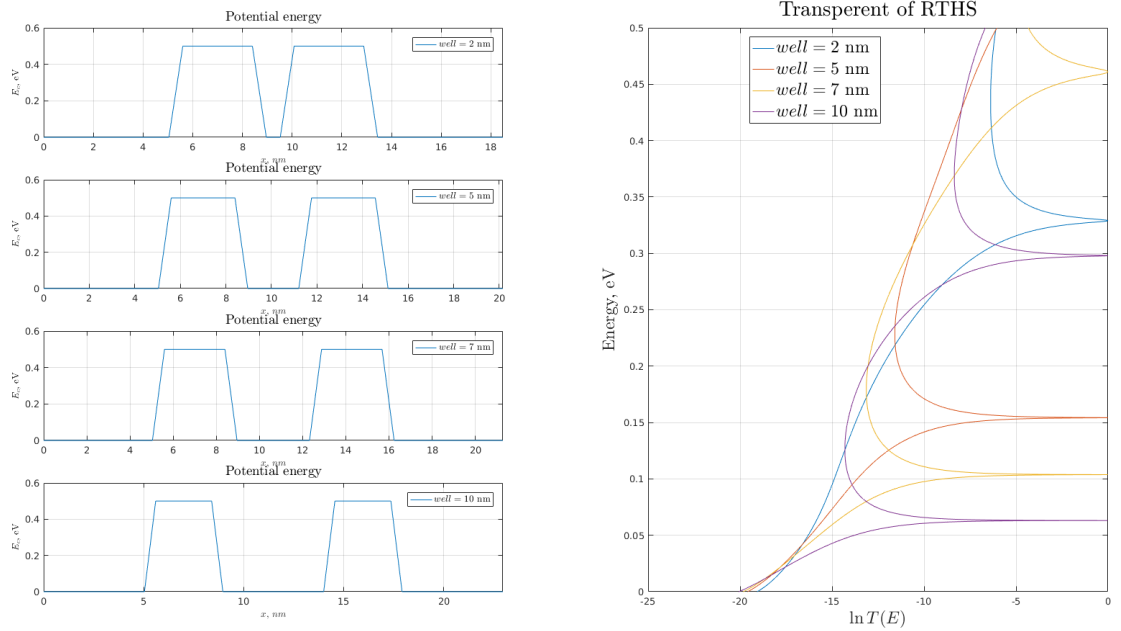 Potential energy
0.6
0.4
0.2
0
E_c, eV
well = 2 nm
0 2 4 6 8 10 12 14 16 18
x, nm
Potential energy
0.6
0.4
0.2
0
E_c, eV
well = 5 nm
0 2 4 6 8 10 12 14 16 18 20
x, nm
Potential energy
0.6
0.4
0.2
0
E_c, eV
well = 7 nm
0 2 4 6 8 10 12 14 16 18 20
x, nm
Potential energy
0.6
0.4
0.2
0
E_c, eV
well = 10 nm
0 5 10 15 20
x, nm
Transperent of RTHS
well = 2 nm
well = 5 nm
well = 7 nm
well = 10 nm
0.5
0.45
0.4
0.35
0.3
0.25
0.2
0.15
0.1
0.05
0
Energy, eV
-25 -20 -15 -10 -5 0
ln T(E)